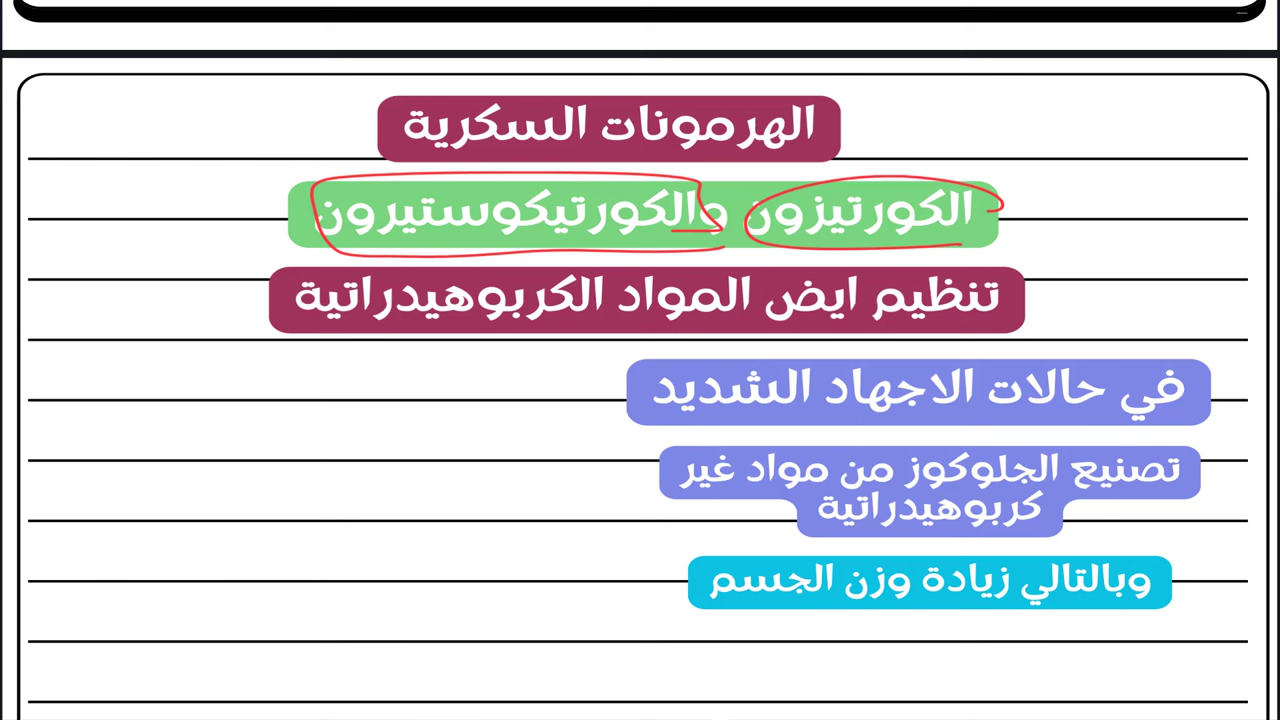 الهرمونات السكرية
الكورتيزون والكورتيكوستيرون
تنظيم ايض المواد الكربوهيدراتية
في حالات الاجهاد الشديد
تصنيع الجلوكوز من مواد غير
كربوهيدراتية
وبالتالي زيادة وزن الجسم